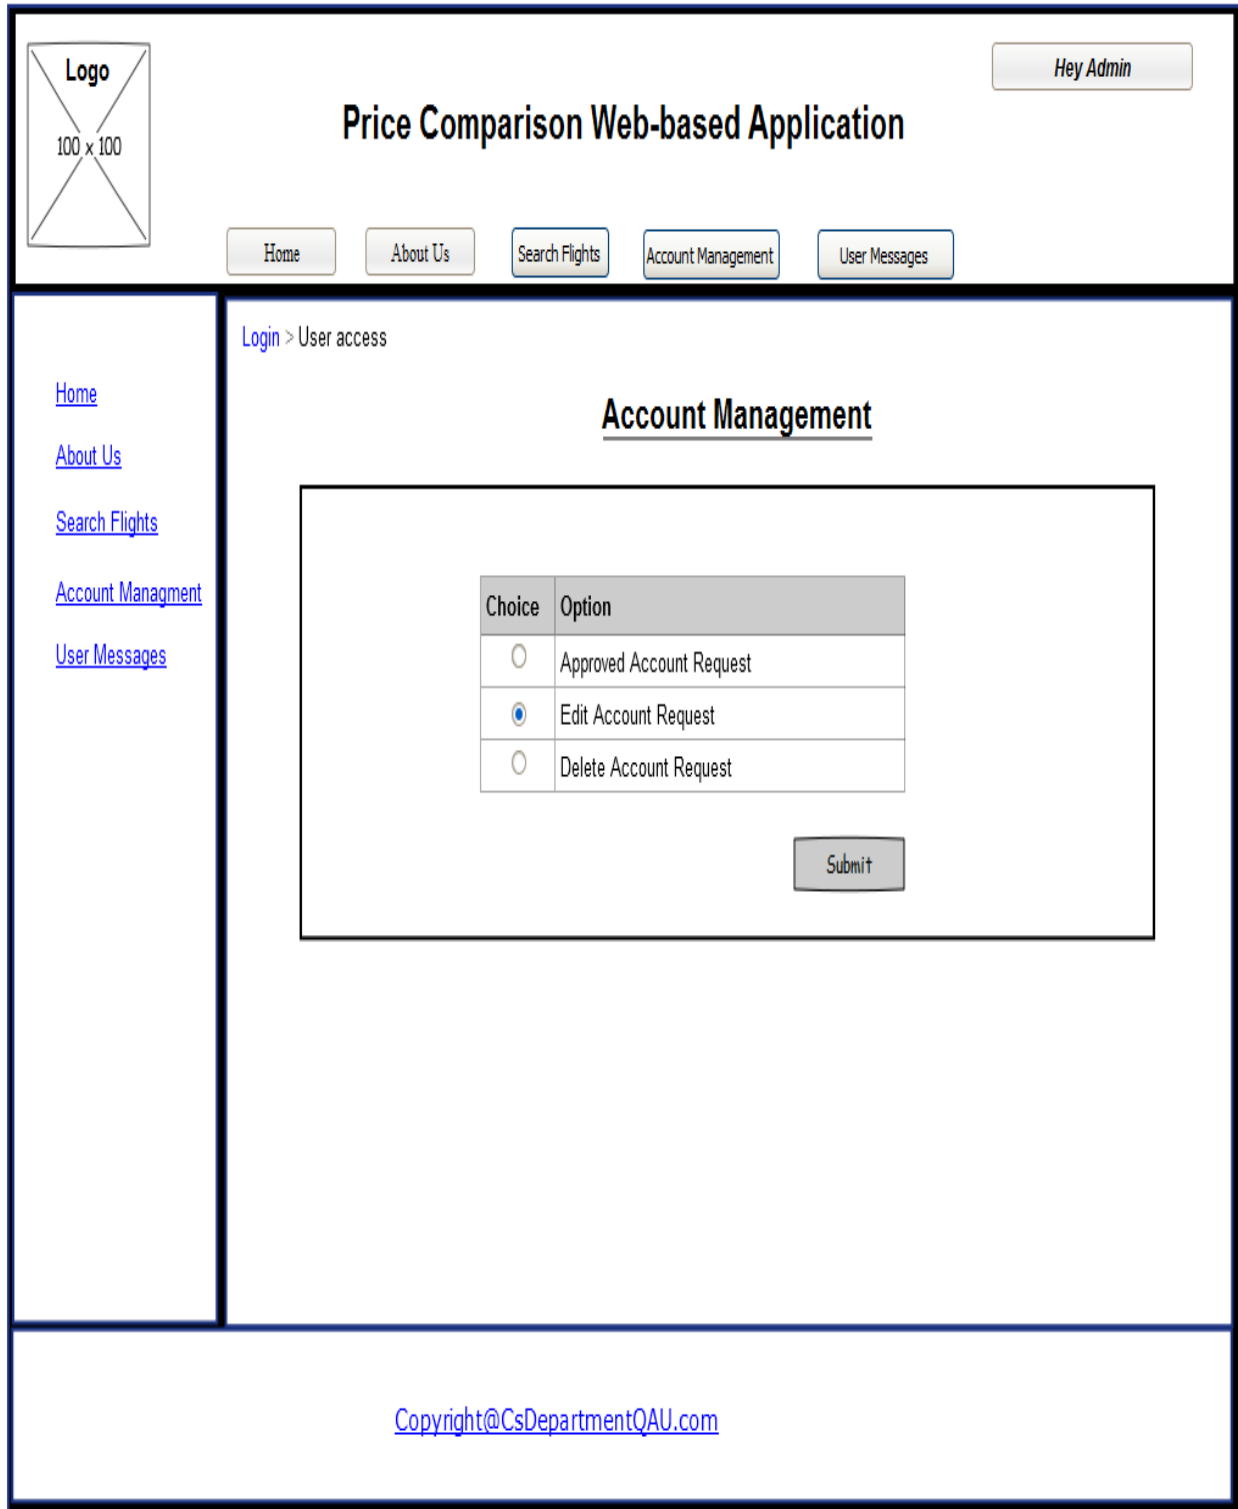 Logo
100 x 100
Hey Admin
Price Comparison Web-based Application
Home
About Us
Search Flights
Account Management
User Messages
Home
About Us
Search Flights
Account Managment
User Messages
Login > User access
Account Management
Choice Option
Approved Account Request
Edit Account Request
Delete Account Request
Submit
Copyright@CsDepartmentQAU.com